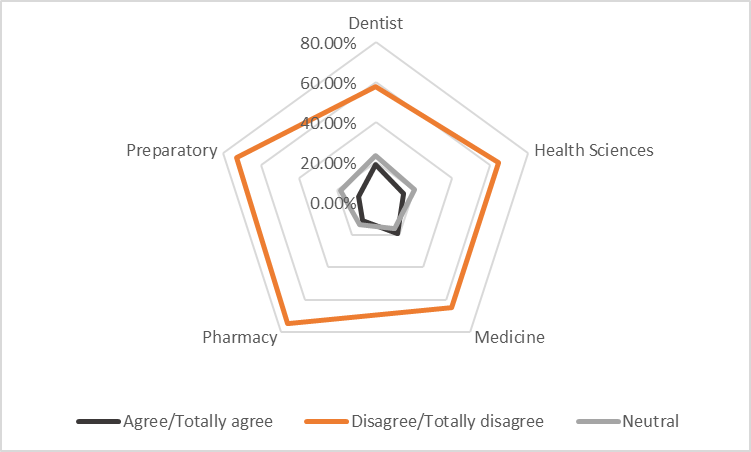 Dentist
80.00%
60.00%
40.00%
20.00%
0.00%
Preparatory
Health Sciences
Pharmacy
Medicine
Agree/Totally agree
Disagree/Totally disagree
Neutral